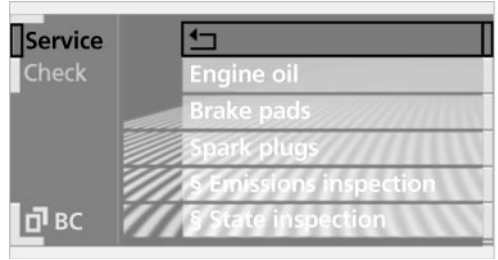 Service
Check
Engine oil
Brake pads
Spark plugs
§ Emissions inspection
§ State inspection
BC